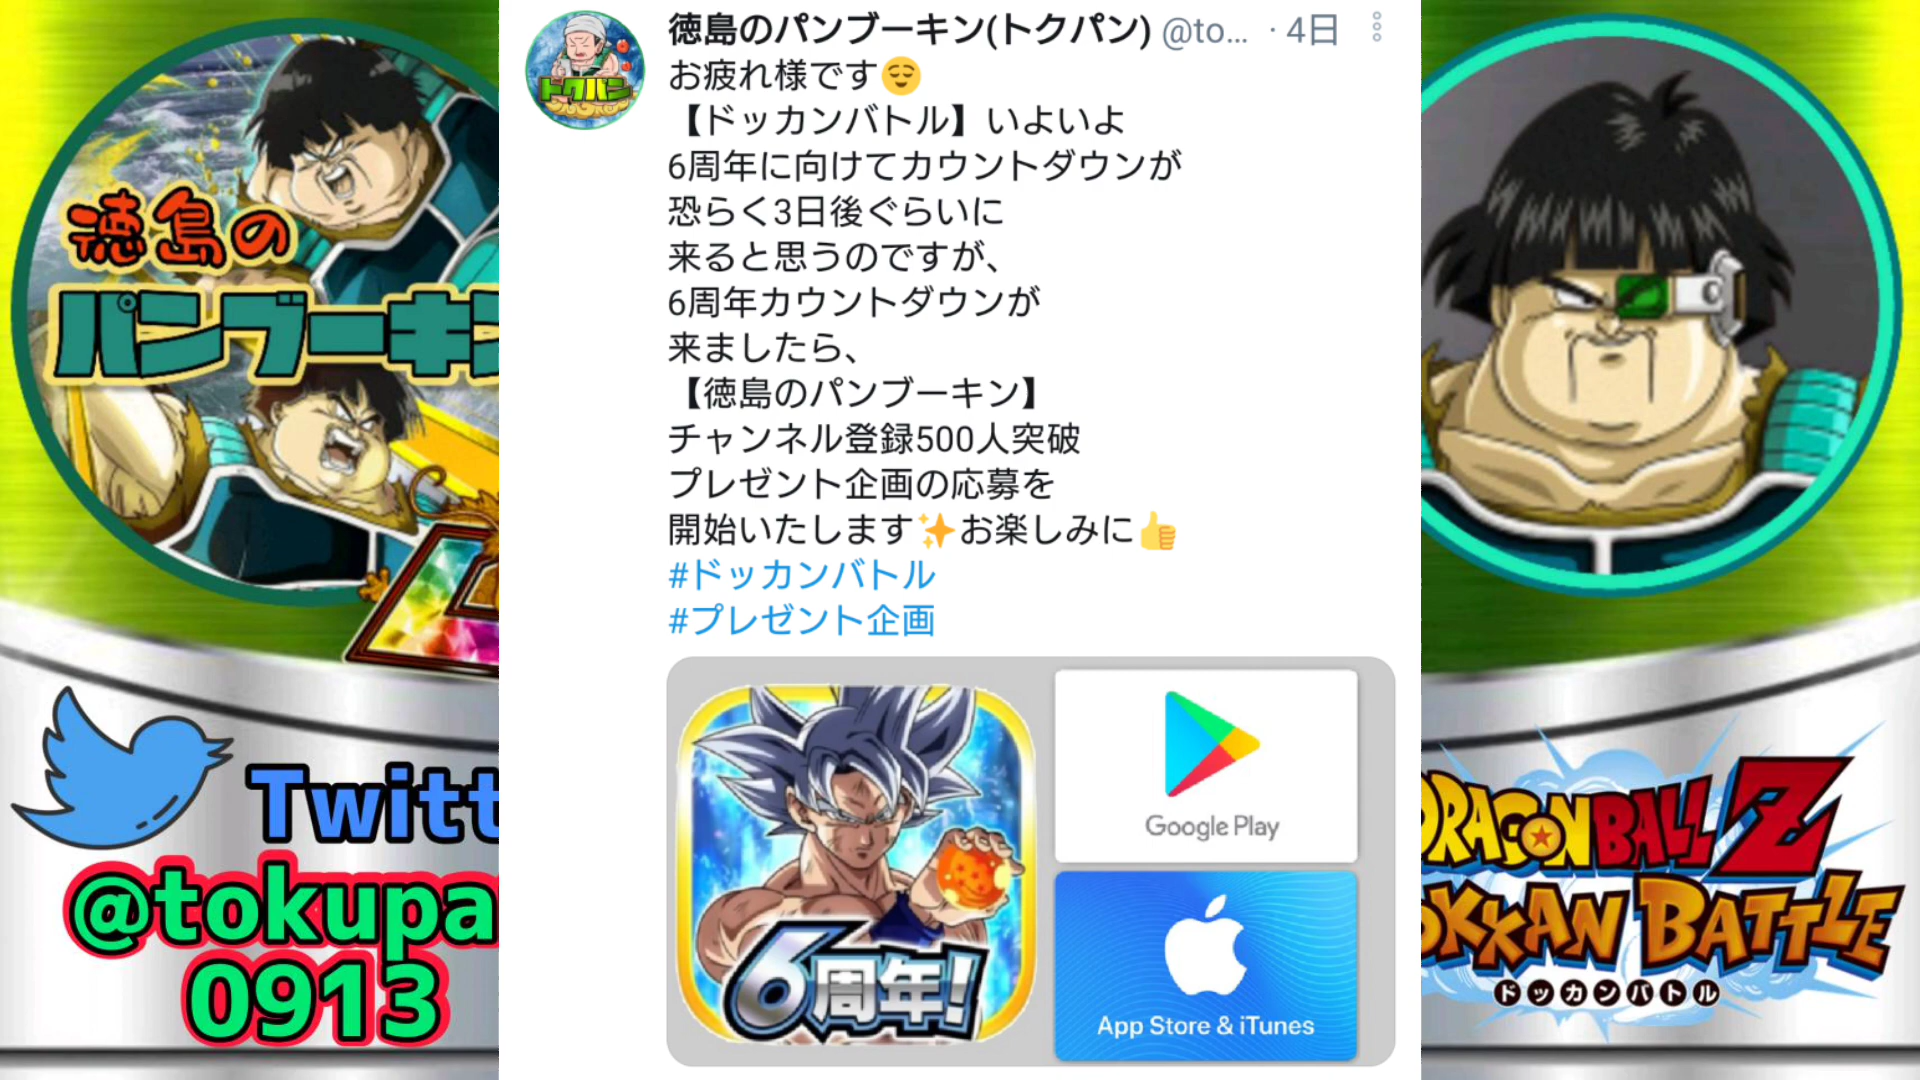 徳島の
パンブーキン
Twitt
@tokupa
0913
徳島のパンブーキン(トクパン) @to... · 4日
トクパン
お疲れ様です😌
【ドッカンバトル】いよいよ
6周年に向けてカウントダウンが
恐らく3日後ぐらいに
来ると思うのですが、
6周年カウントダウンが
来ましたら、
【徳島のパンブーキン】
チャンネル登録500人突破
プレゼント企画の応募を
開始いたします✨お楽しみに👍
#ドッカンバトル
#プレゼント企画
6周年!
Google Play
App Store & iTunes
DRAGONBALL Z
OKKAN BATTLE
ドッカンバトル